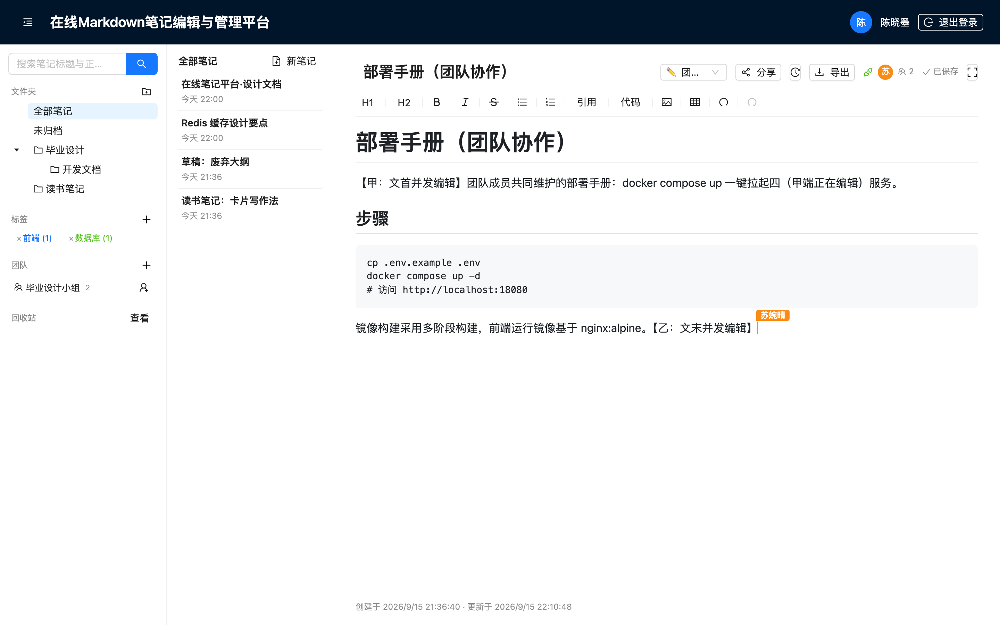 在线Markdown笔记编辑与管理平台
陈 陈晓墨 退出登录
搜索笔记标题与正...
文件夹
全部笔记
未归档
毕业设计
开发文档
读书笔记
标签
×前端 (1) ×数据库 (1)
团队
毕业设计小组 2
回收站 查看
全部笔记 新笔记
在线笔记平台·设计文档
今天 22:00
Redis 缓存设计要点
今天 22:00
草稿：废弃大纲
今天 21:36
读书笔记：卡片写作法
今天 21:36
部署手册（团队协作） 团... 分享 导出 苏 2 已保存
H1 H2 B I S 引用 代码
部署手册（团队协作）
【甲：文首并发编辑】团队成员共同维护的部署手册：docker compose up 一键拉起四（甲端正在编辑）服务。
步骤
cp .env.example .env
docker compose up -d
# 访问 http://localhost:18080
苏婉晴
镜像构建采用多阶段构建，前端运行镜像基于 nginx:alpine。【乙：文末并发编辑】
创建于 2026/9/15 21:36:40 · 更新于 2026/9/15 22:10:48